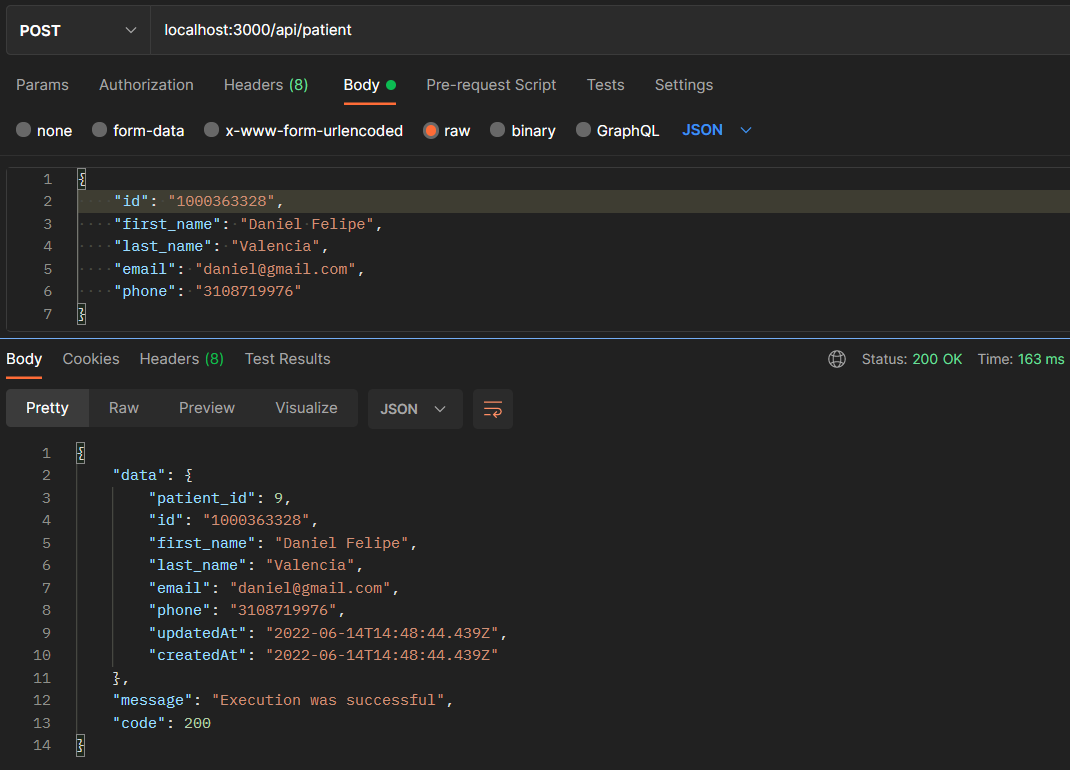 POST localhost:3000/api/patient
Params Authorization Headers (8) Body Pre-request Script Tests Settings
none form-data x-www-form-urlencoded raw binary GraphQL JSON
1 {
2 "id": "1000363328",
3 "first_name": "Daniel Felipe",
4 "last_name": "Valencia",
5 "email": "daniel@gmail.com",
6 "phone": "3108719976"
7 }
Body Cookies Headers (8) Test Results Status: 200 OK Time: 163 ms
Pretty Raw Preview Visualize JSON
1 {
2 "data": {
3 "patient_id": 9,
4 "id": "1000363328",
5 "first_name": "Daniel Felipe",
6 "last_name": "Valencia",
7 "email": "daniel@gmail.com",
8 "phone": "3108719976",
9 "updatedAt": "2022-06-14T14:48:44.439Z",
10 "createdAt": "2022-06-14T14:48:44.439Z"
11 },
12 "message": "Execution was successful",
13 "code": 200
14 }